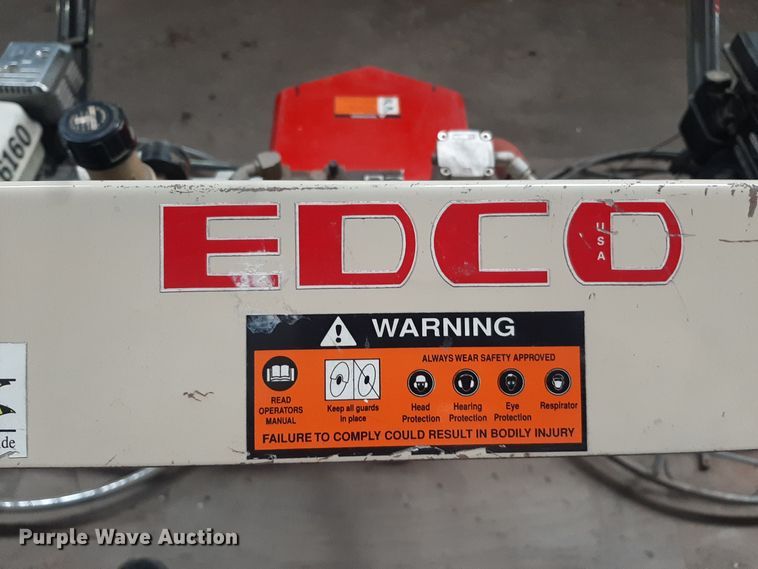 6160
EDCO
USA
WARNING
ALWAYS WEAR SAFETY APPROVED
READ
OPERATORS
MANUAL
Keep all guards
in place
Head
Protection
Hearing
Protection
Eye
Protection
Respirator
FAILURE TO COMPLY COULD RESULT IN BODILY INJURY
de
Purple Wave Auction